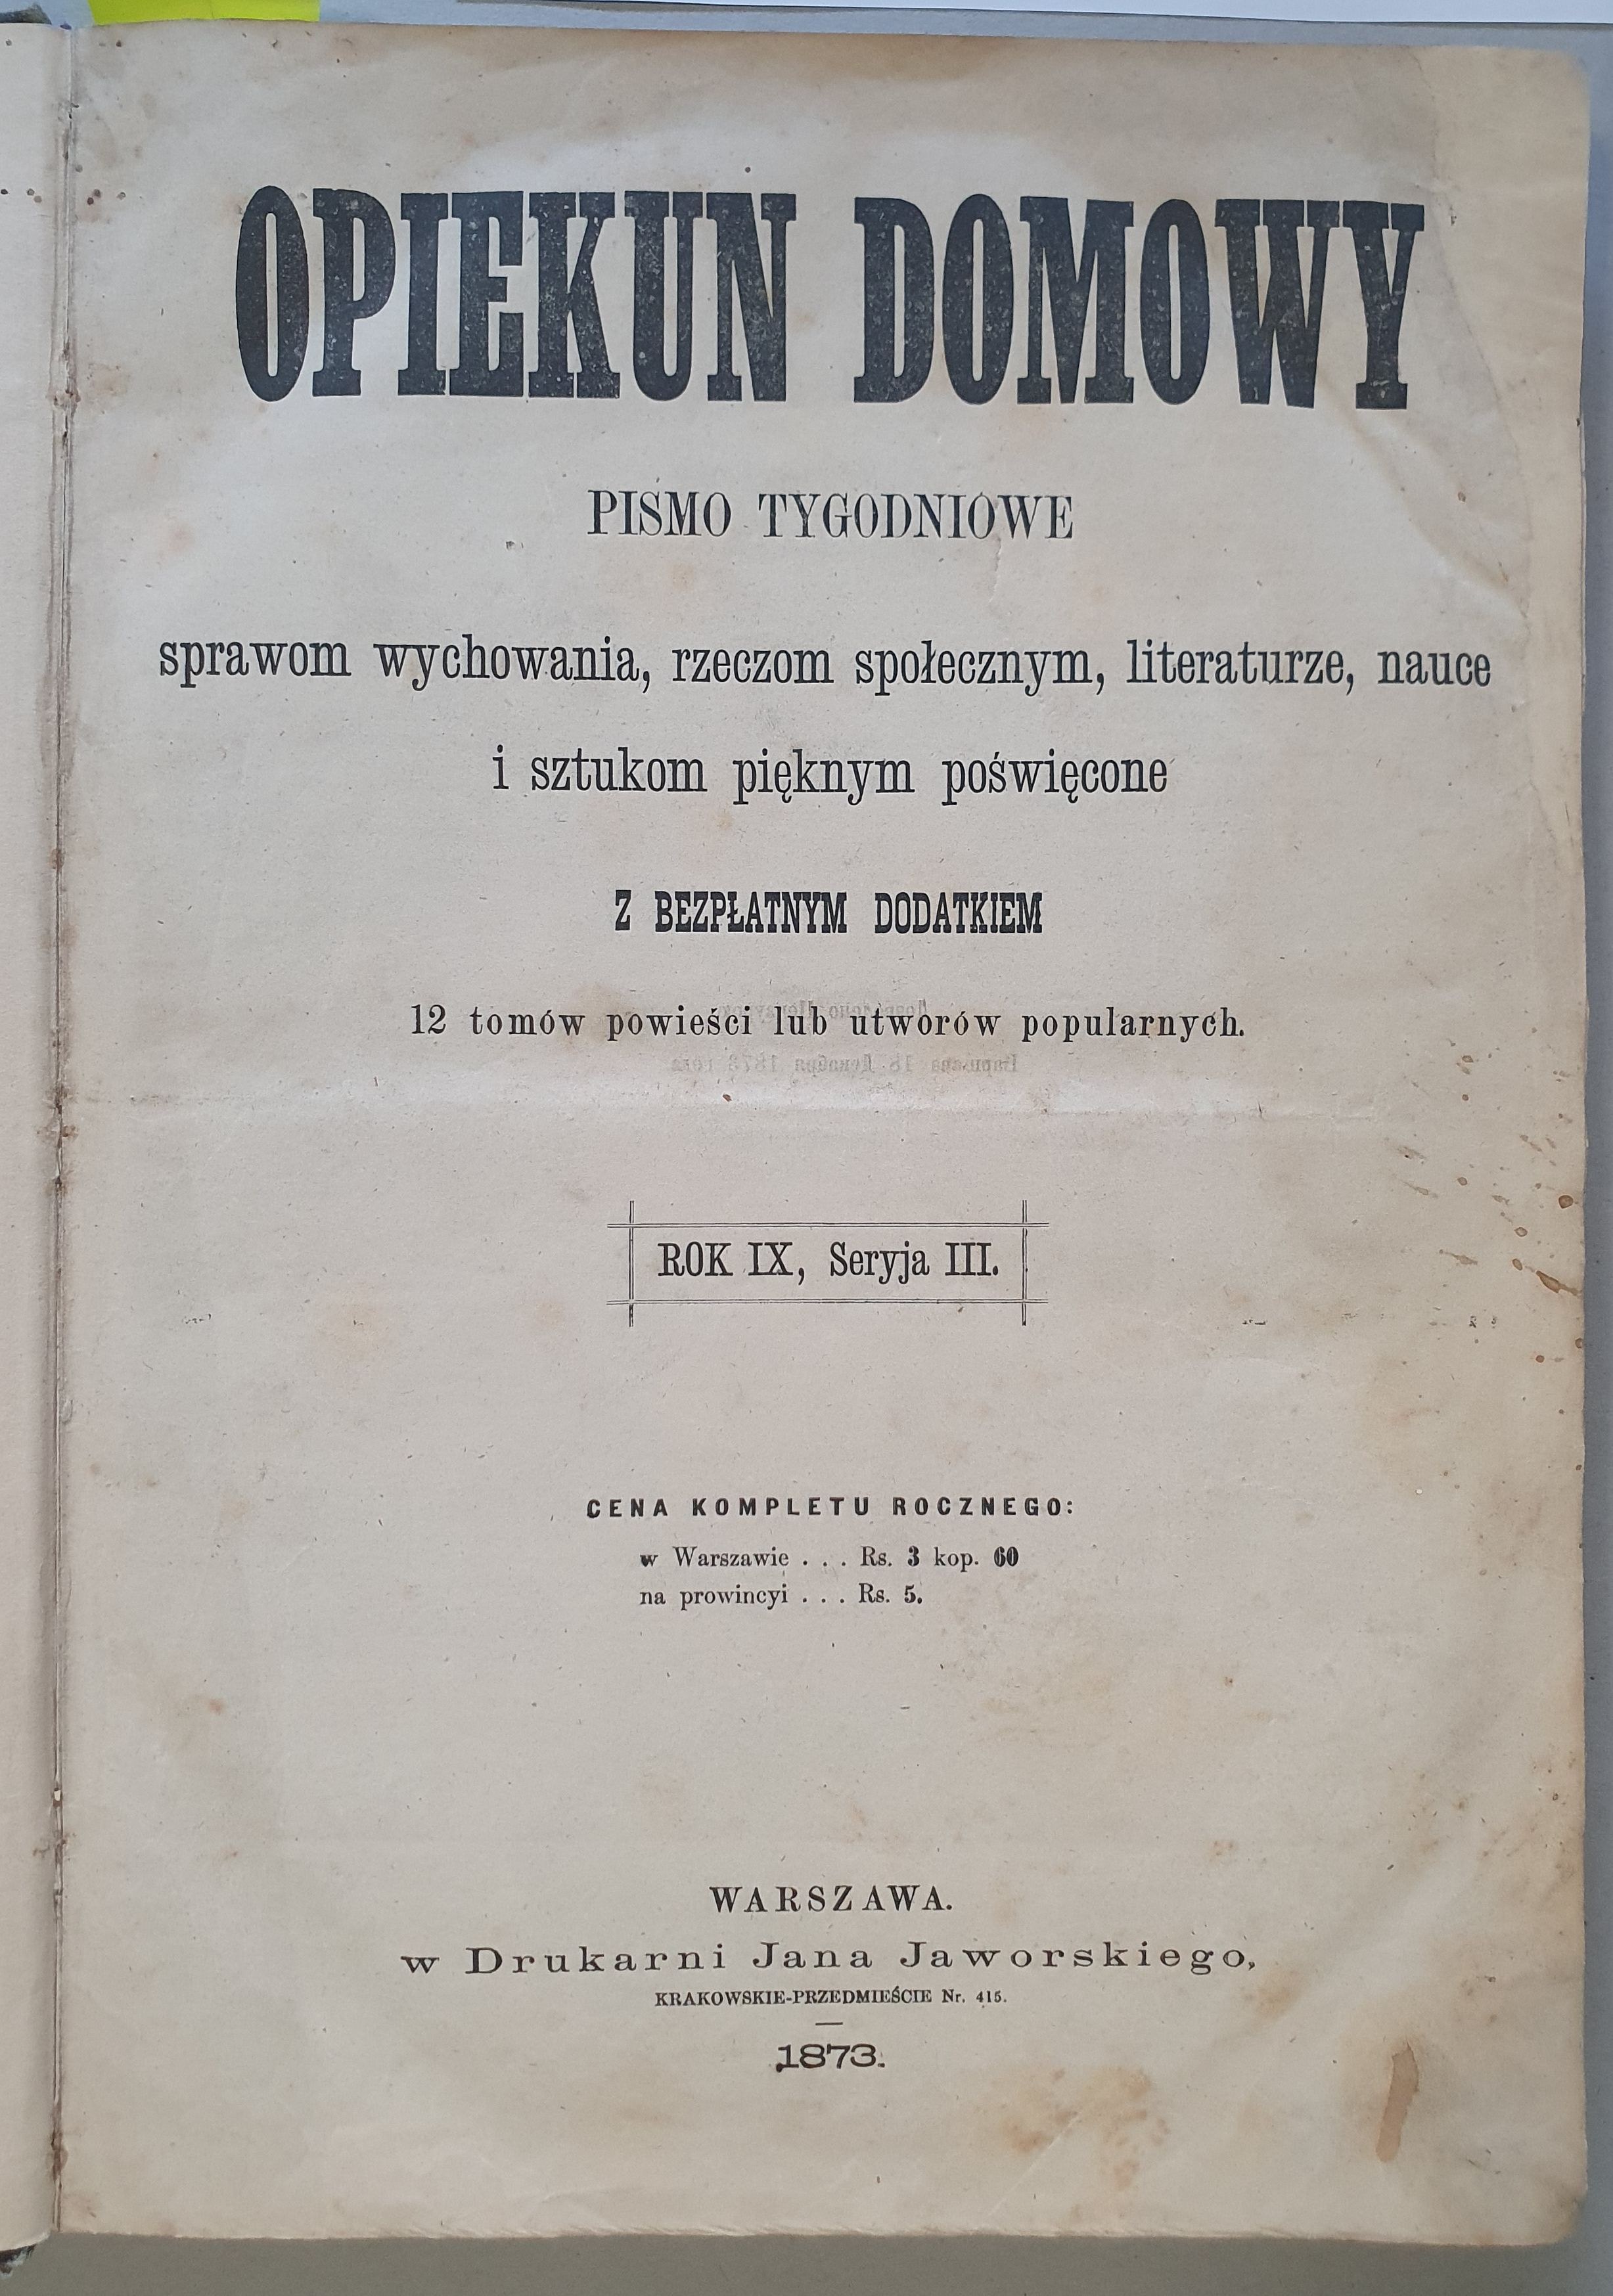 OPIEKUN DOMOWY
PISMO TYGODNIOWE
sprawom wychowania, rzeczom społecznym, literaturze, nauce
i sztukom pięknym poświęcone
Z BEZPŁATNYM DODATKIEM
12 tomów powieści lub utworów popularnych.
ROK IX, Seryja III.
CENA KOMPLETU ROCZNEGO:
w Warszawie . . . Rs. 3 kop. 60
na prowincyi . . . Rs. 5.
WARSZAWA.
w Drukarni Jana Jaworskiego,
KRAKOWSKIE-PRZEDMIEŚCIE Nr. 415.
1873.